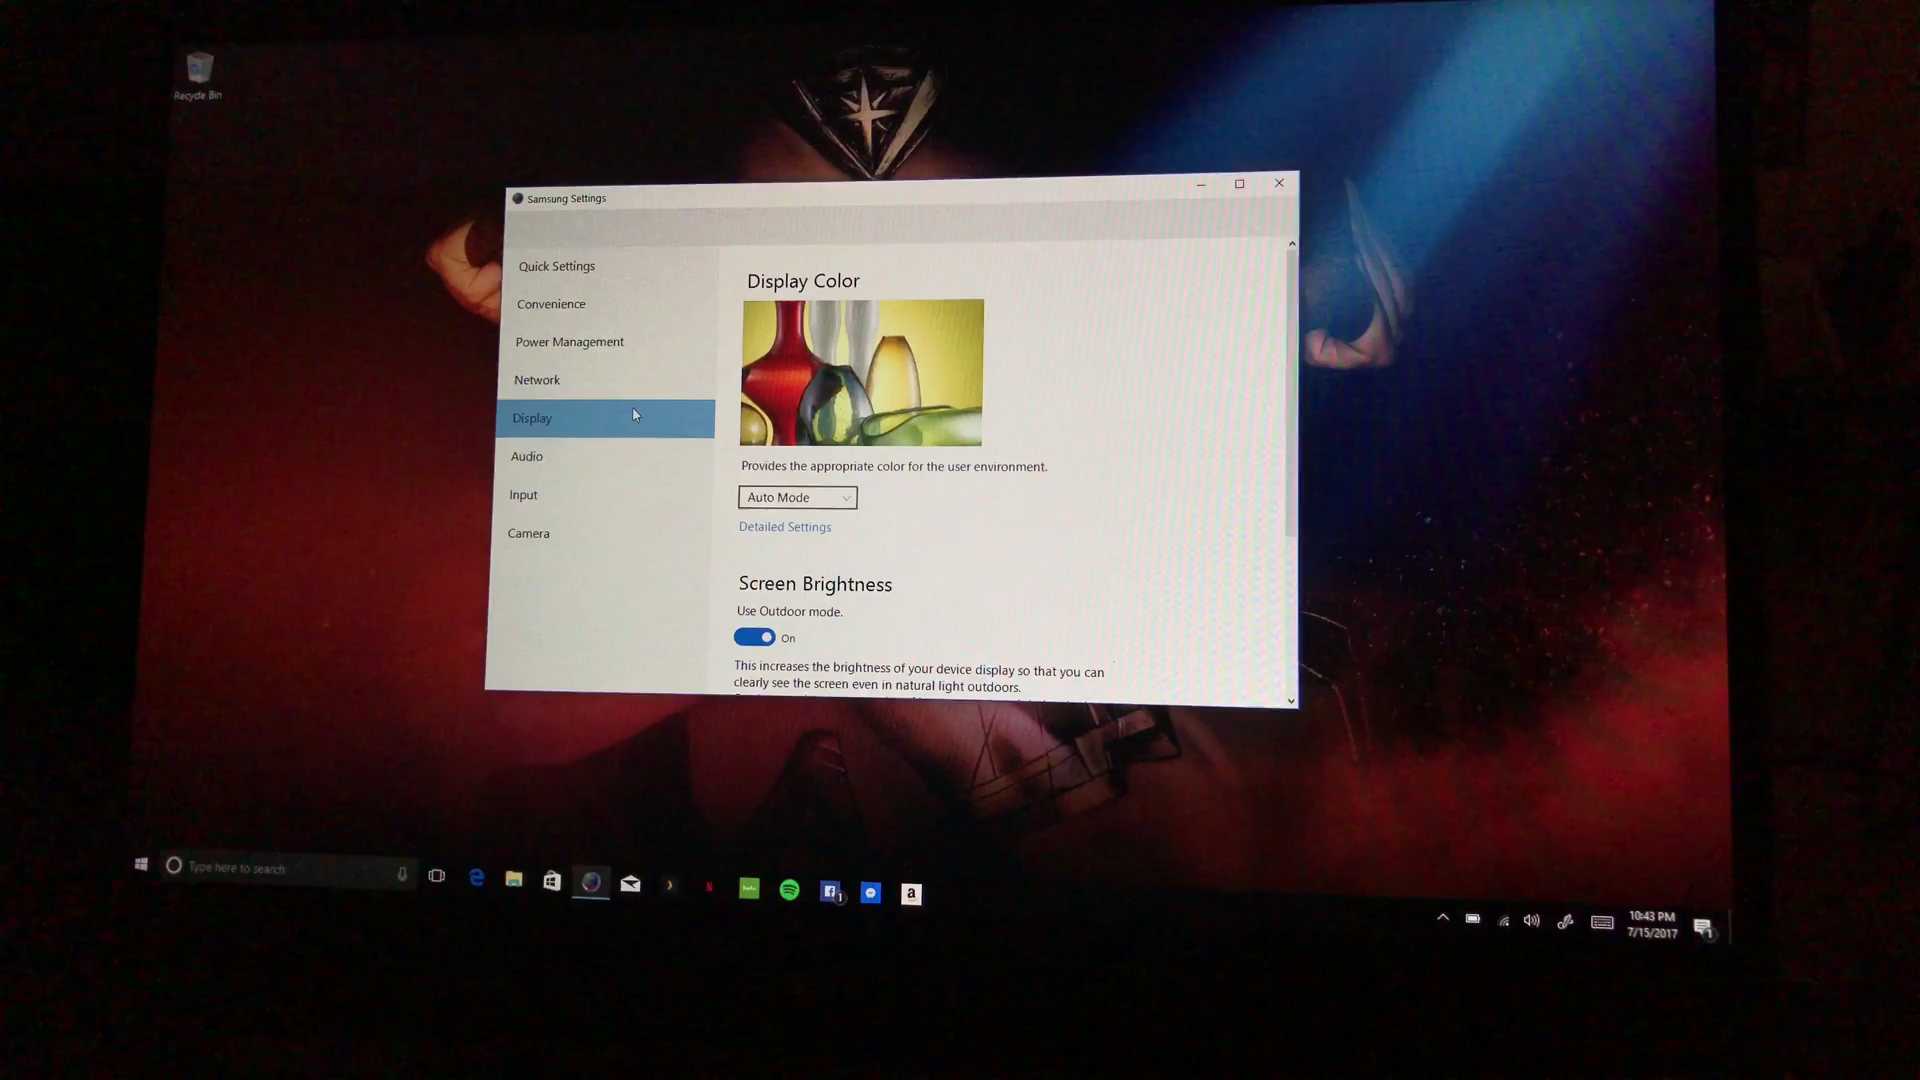 Recycle Bin
Samsung Settings
Quick Settings
Convenience
Power Management
Network
Display
Audio
Input
Camera
Display Color
Provides the appropriate color for the user environment.
Auto Mode
Detailed Settings
Screen Brightness
Use Outdoor mode.
On
This increases the brightness of your device display so that you can
clearly see the screen even in natural light outdoors.
Type here to search
hulu
1
a
10:43 PM
7/15/2017
1